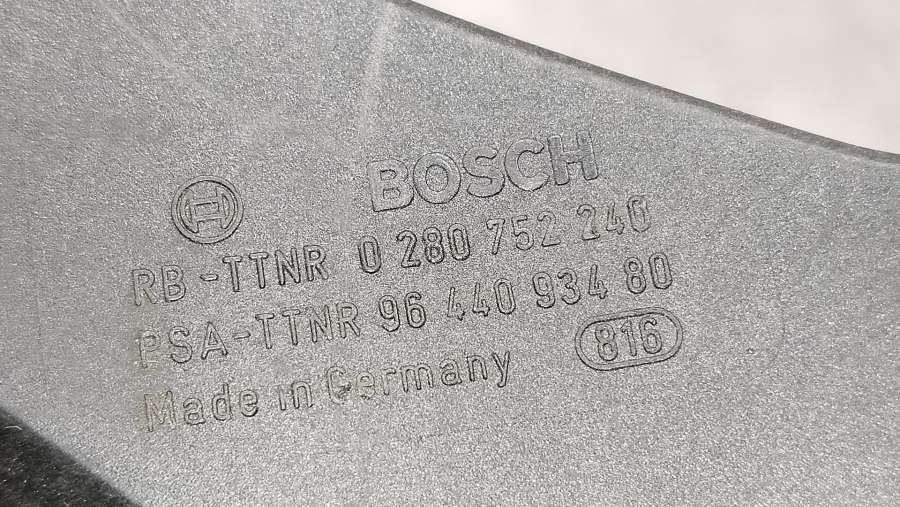 BOSCH
RB-TTNR 0 280 752 240
PSA-TTNR 96 440 934 80
816
Made in Germany